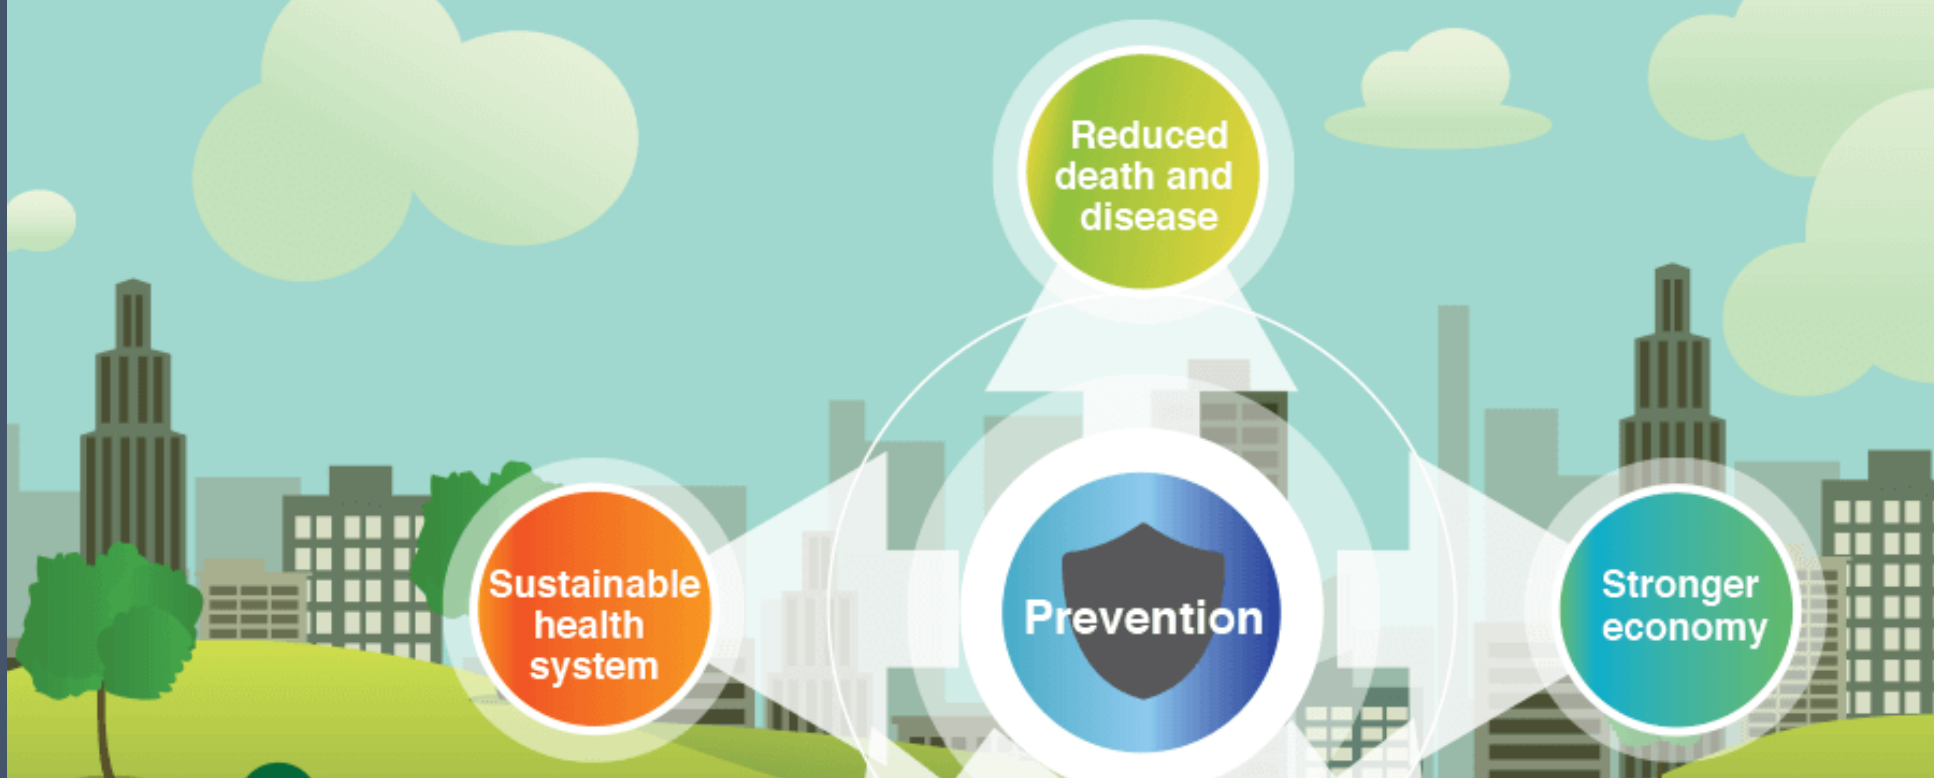 Reduced
death and
disease
Sustainable
health
system
Prevention
Stronger
economy